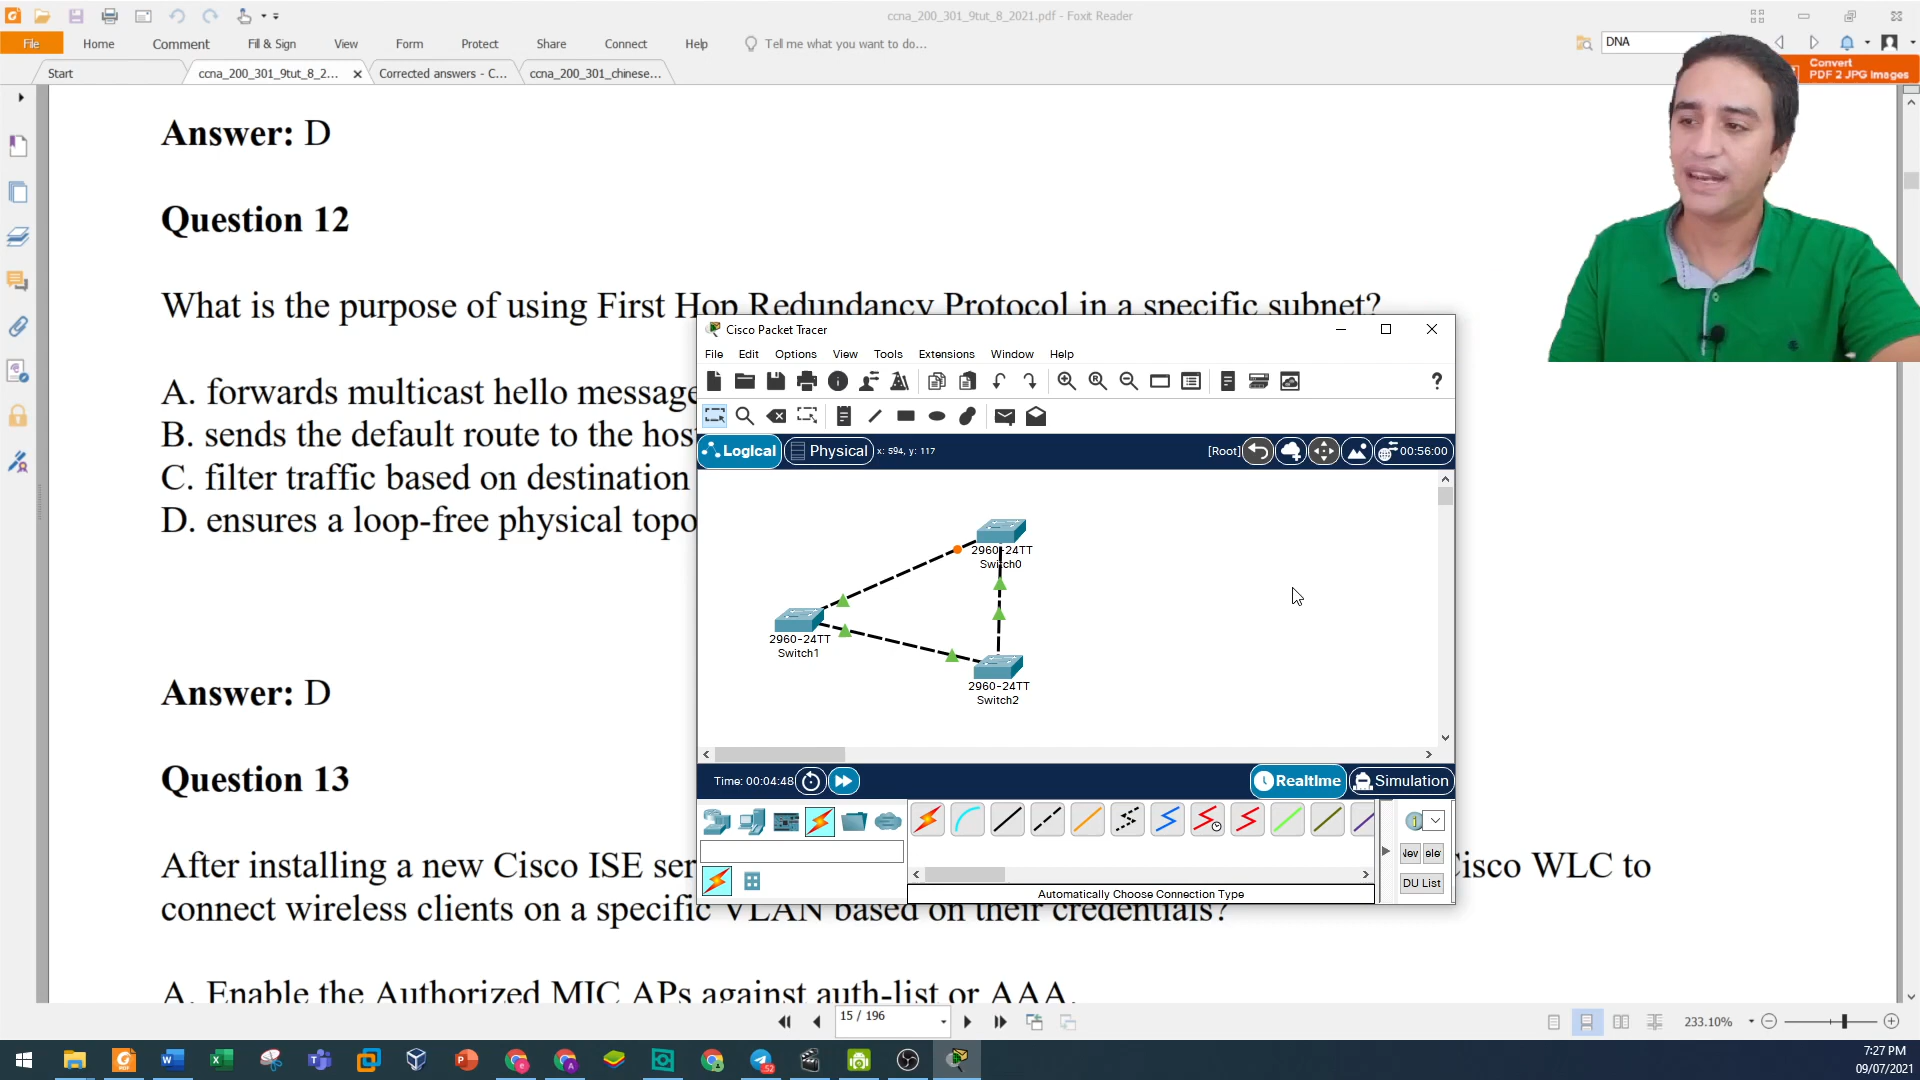 ccna_200_301_9tut_8_2021.pdf - Foxit Reader
File
Home
Comment
Fill & Sign
View
Form
Protect
Share
Connect
Help
Tell me what you want to do...
DNA
Convert
PDF 2 JPG Images
Start
ccna_200_301_9tut_8_2...
Corrected answers - C...
ccna_200_301_chinese...
Answer: D
Question 12
What is the purpose of using First Hop Redundancy Protocol in a specific subnet?
A. forwards multicast hello message
B. sends the default route to the hos
C. filter traffic based on destination
D. ensures a loop-free physical topo
Answer: D
Question 13
After installing a new Cisco ISE ser
isco WLC to
connect wireless clients on a specific VLAN based on their credentials?
A. Enable the Authorized MIC APs against auth-list or AAA.
Cisco Packet Tracer
File
Edit
Options
View
Tools
Extensions
Window
Help
Logical
Physical
x: 594, y: 117
[Root]
00:56:00
2960-24TT
Switch0
2960-24TT
Switch1
2960-24TT
Switch2
Time: 00:04:48
Realtime
Simulation
DU List
Automatically Choose Connection Type
15 / 196
233.10%
7:27 PM
09/07/2021